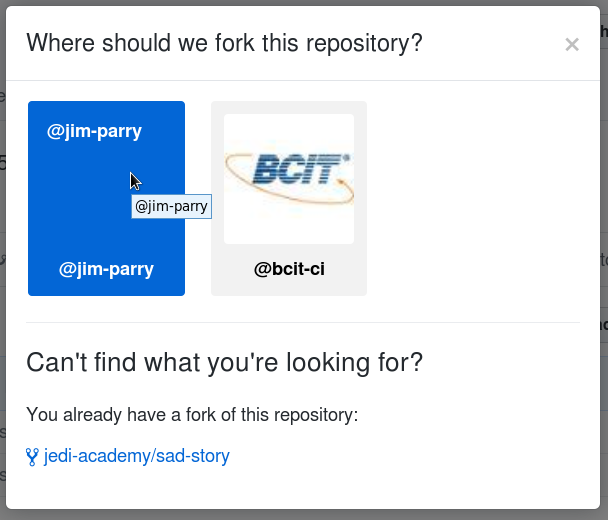 Where should we fork this repository?
×
@jim-parry
@jim-parry
@jim-parry
BCIT
@bcit-ci
Can't find what you're looking for?
You already have a fork of this repository:
jedi-academy/sad-story